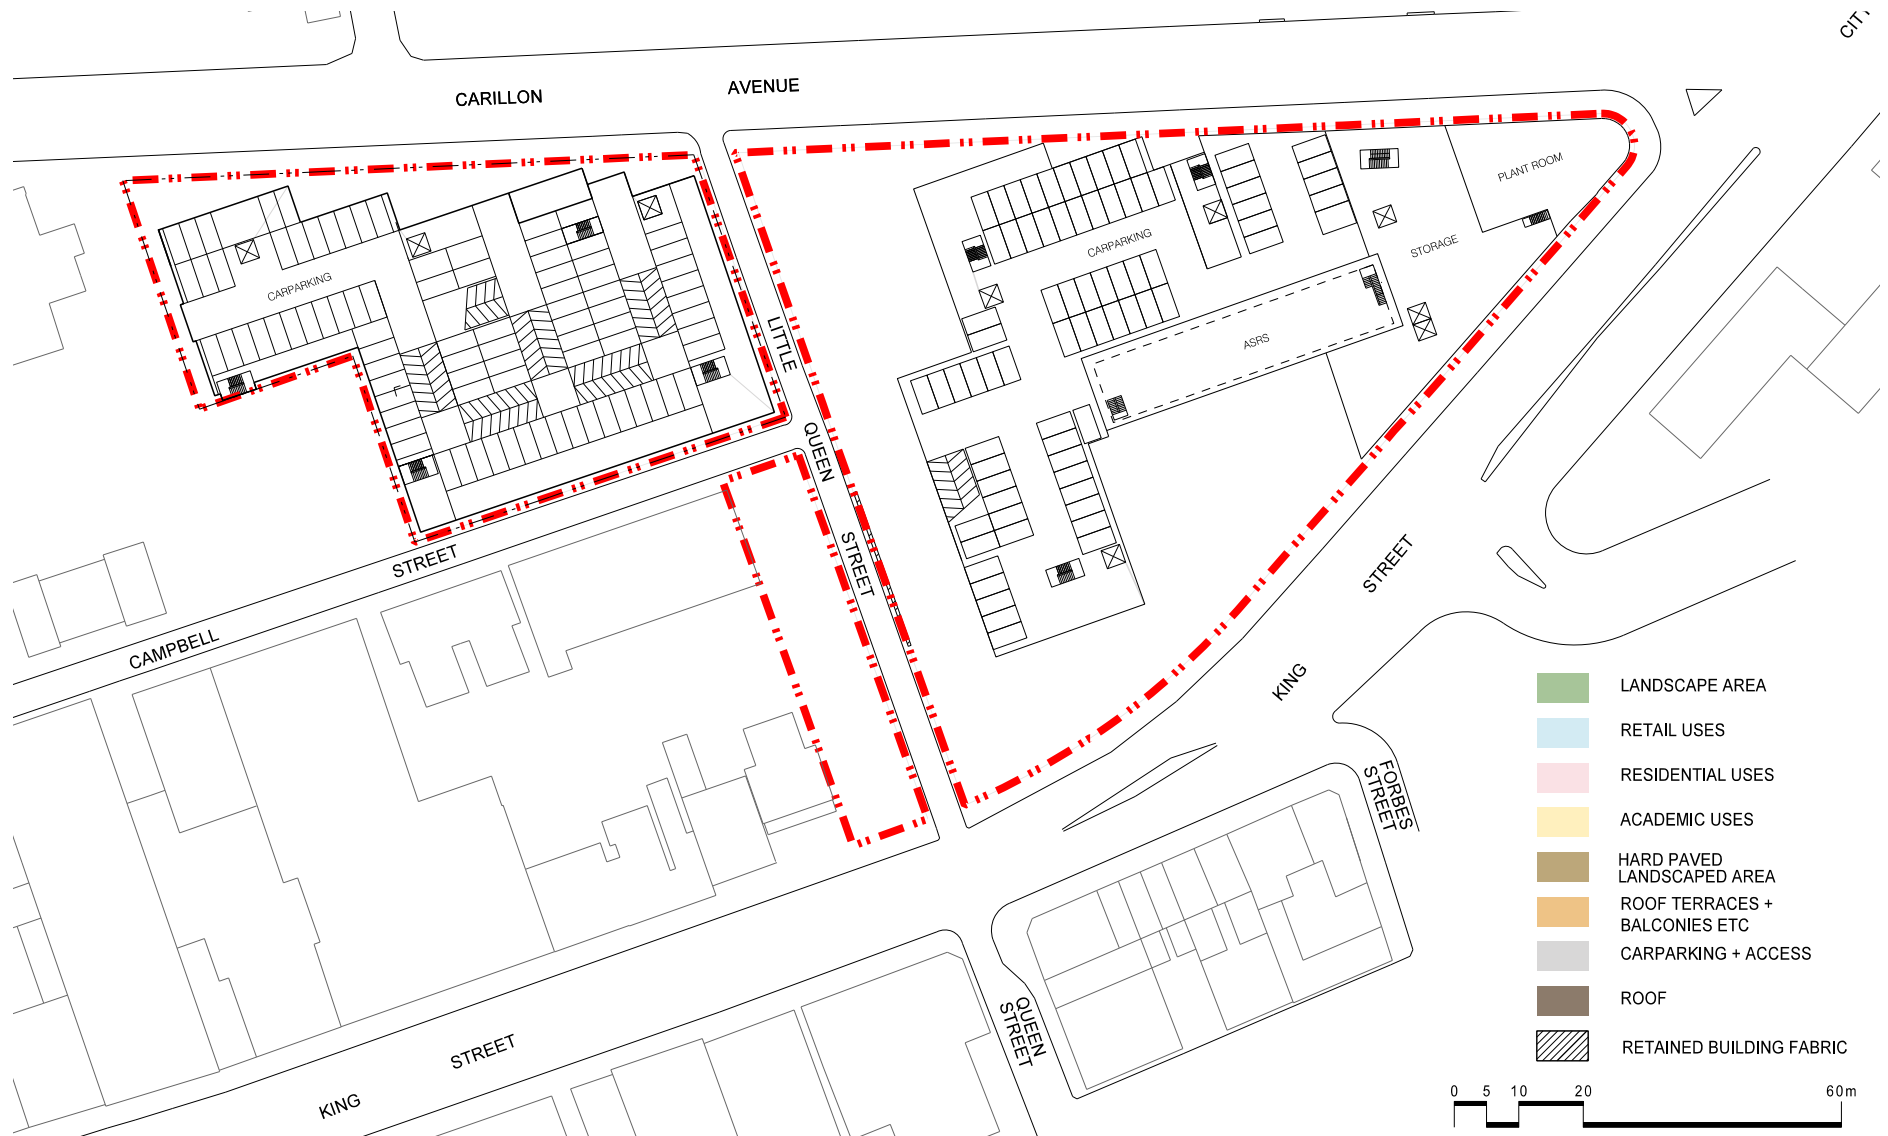 CITY
CARILLON
AVENUE
PLANT ROOM
CARPARKING
STORAGE
CARPARKING
LITTLE
ASRS
QUEEN
STREET
STREET
STREET
CAMPBELL
KING
FORBES
STREET
QUEEN
STREET
STREET
KING
LANDSCAPE AREA
RETAIL USES
RESIDENTIAL USES
ACADEMIC USES
HARD PAVED
LANDSCAPED AREA
ROOF TERRACES +
BALCONIES ETC
CARPARKING + ACCESS
ROOF
RETAINED BUILDING FABRIC
0 5 10 20 60m